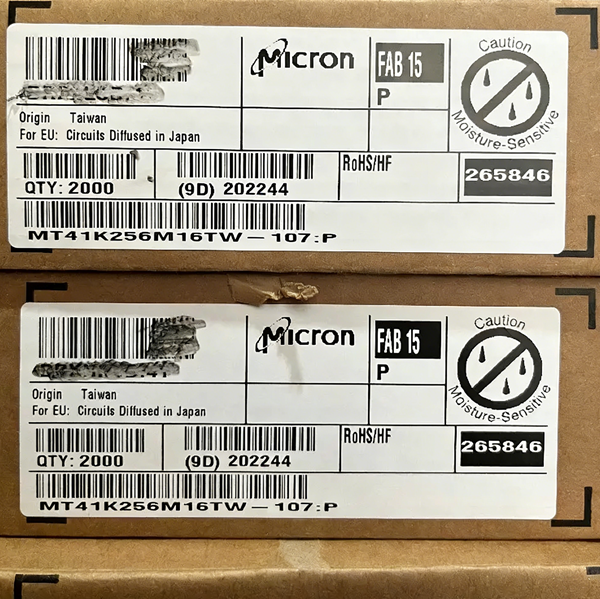 Micron
FAB 15
P
Caution
Moisture-Sensitive
Origin Taiwan
For EU: Circuits Diffused in Japan
QTY: 2000
(9D) 202244
RoHS/HF
265846
MT41K256M16TW-107:P
Micron
FAB 15
P
Caution
Moisture-Sensitive
Origin Taiwan
For EU: Circuits Diffused in Japan
QTY: 2000
(9D) 202244
RoHS/HF
265846
MT41K256M16TW-107:P